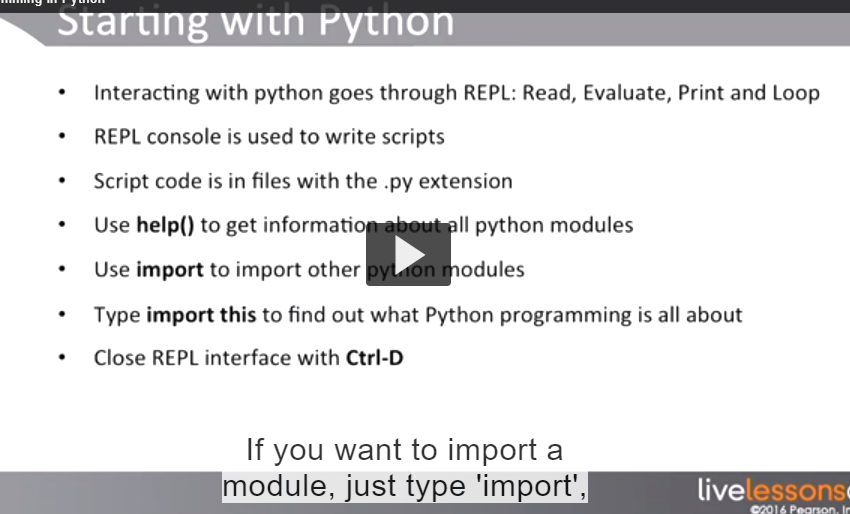 Starting with Python
• Interacting with python goes through REPL: Read, Evaluate, Print and Loop
• REPL console is used to write scripts
• Script code is in files with the .py extension
• Use help() to get information about all python modules
• Use import to import other python modules
• Type import this to find out what Python programming is all about
• Close REPL interface with Ctrl-D
If you want to import a
module, just type 'import',
livelessons
©2016 Pearson, In